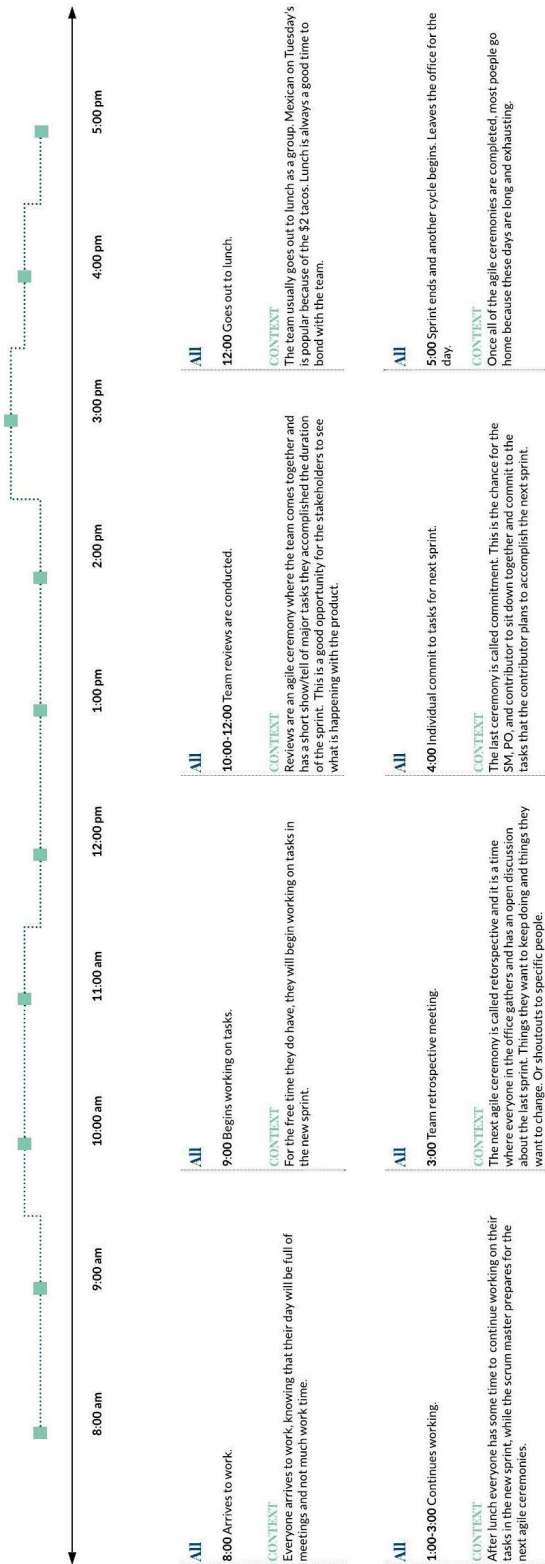 8:00 am
9:00 am
10:00 am
11:00 am
12:00 pm
1:00 pm
2:00 pm
3:00 pm
4:00 pm
5:00 pm
All
8:00 Arrives to work.
CONTEXT
Everyone arrives to work, knowing that their day will be full of
meetings and not much work time.
All
9:00 Begins working on tasks.
CONTEXT
For the free time they do have, they will begin working on tasks in
the new sprint.
All
10:00-12:00 Team reviews are conducted.
CONTEXT
Reviews are an agile ceremony where the team comes together and
has a short show/tell of major tasks they accomplished the duration
of the sprint. This is a good opportunity for the stakeholders to see
what is happening with the product.
All
12:00 Goes out to lunch.
CONTEXT
The team usually goes out to lunch as a group. Mexican on Tuesday's
is popular because of the $2 tacos. Lunch is always a good time to
bond with the team.
All
1:00-3:00 Continues working.
CONTEXT
After lunch everyone has some time to continue working on their
tasks in the new sprint, while the scrum master prepares for the
next agile ceremonies.
All
3:00 Team retrospective meeting.
CONTEXT
The next agile ceremony is called retorspective and it is a time
where everyone in the office gathers and has an open discussion
about the last sprint. Things they want to keep doing and things they
want to change. Or shoutouts to specific people.
All
4:00 Individual commit to tasks for next sprint.
CONTEXT
The last ceremony is called commitment. This is the chance for the
SM, PO, and contributor to sit down together and commit to the
tasks that the contributor plans to accomplish the next sprint.
All
5:00 Sprint ends and another cycle begins. Leaves the office for the
day.
CONTEXT
Once all of the agile ceremonies are completed, most poeple go
home because these days are long and exhausting.